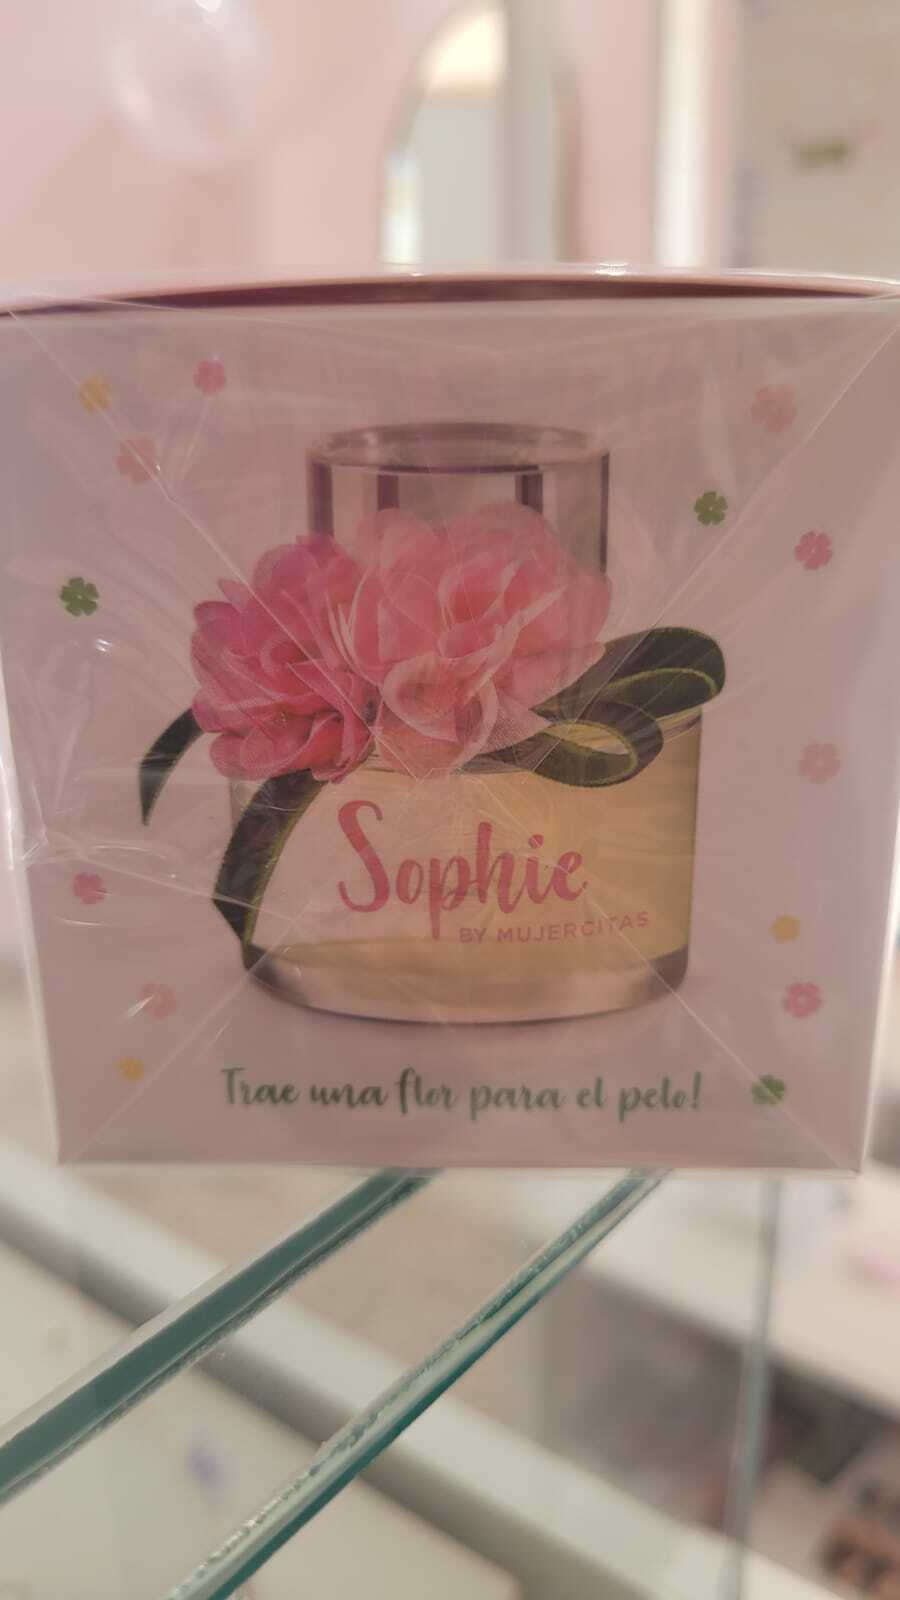 Sophie
BY MUJERCITAS
Trae una flor para el pelo!